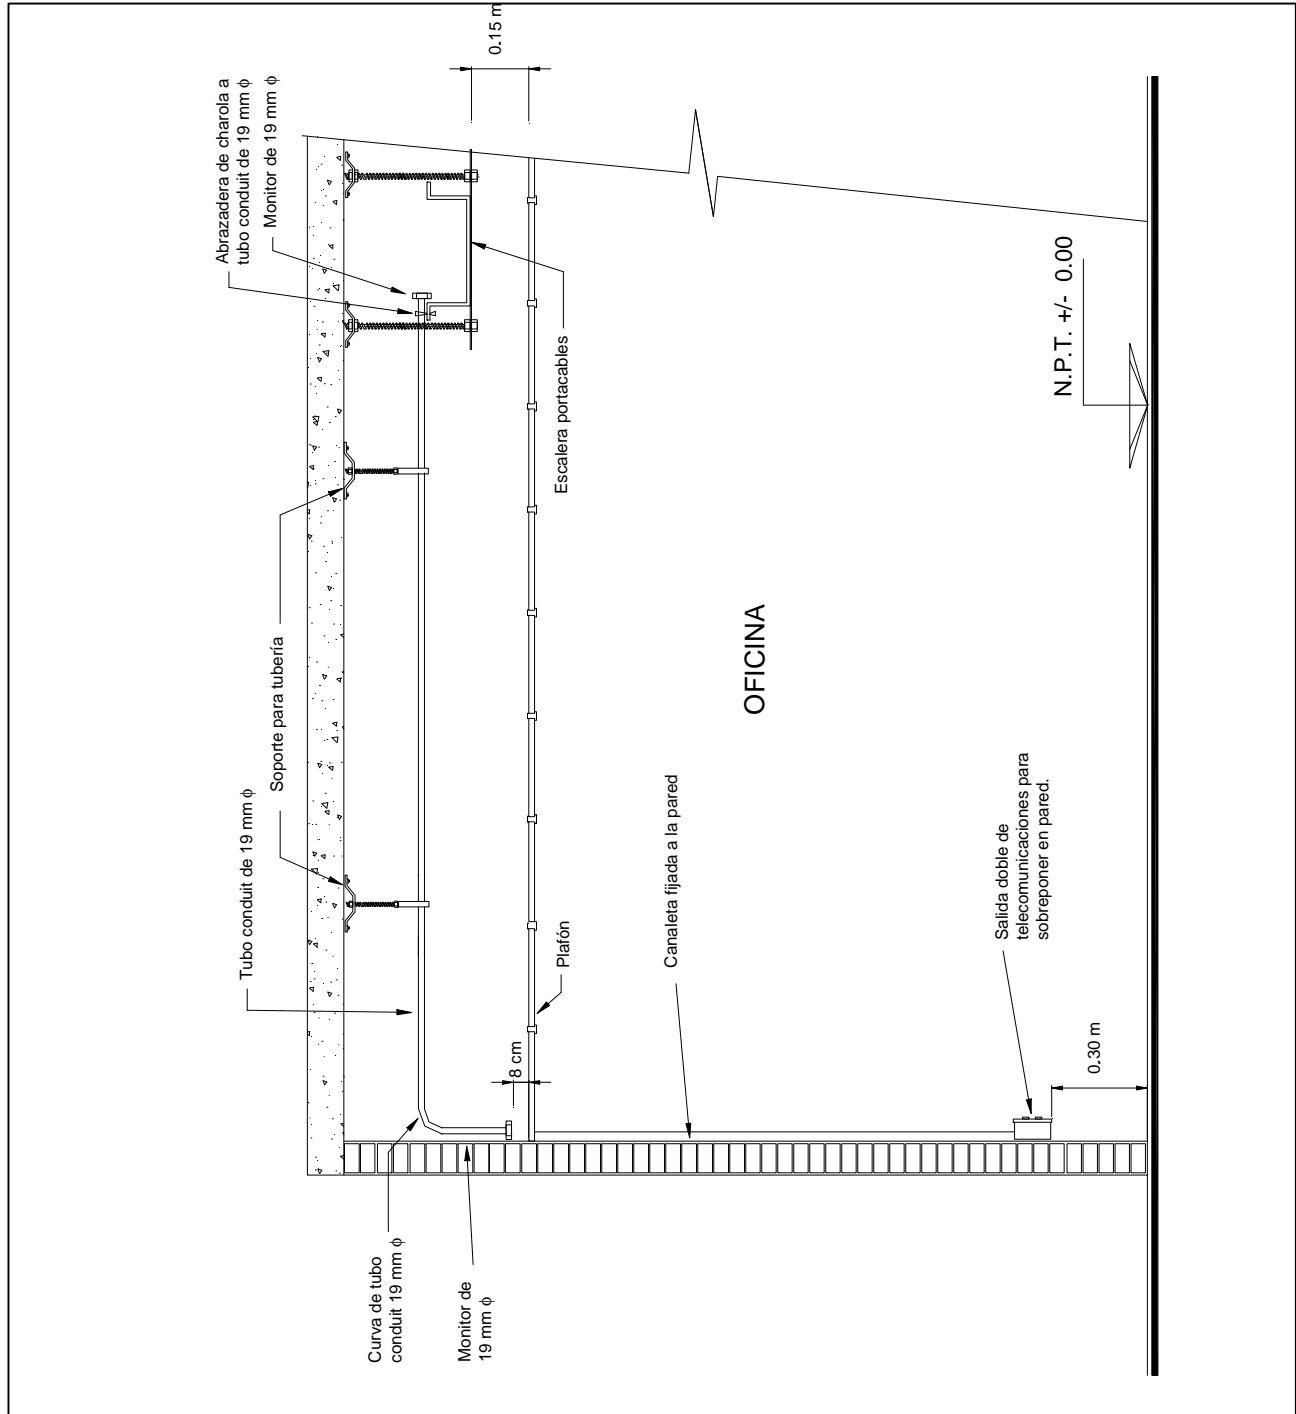 0.15 m
Abrazadera de charola a
tubo conduit de 19 mm ϕ
Monitor de 19 mm ϕ
Escalera portacables
N.P.T. +/- 0.00
Soporte para tubería
Tubo conduit de 19 mm ϕ
OFICINA
Plafón
Canaleta fijada a la pared
Salida doble de
telecomunicaciones para
sobreponer en pared.
8 cm
0.30 m
Curva de tubo
conduit 19 mm ϕ
Monitor de
19 mm ϕ